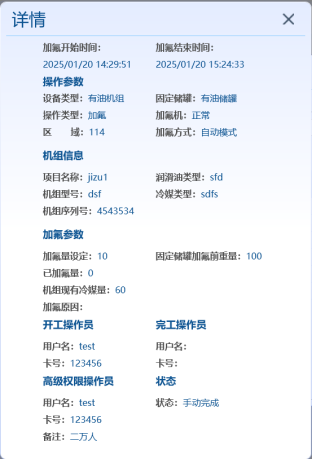 详情
加氟开始时间： 加氟结束时间：
2025/01/20 14:29:51 2025/01/20 15:24:33
操作参数
设备类型：有油机组 固定储罐：有油储罐
操作类型：加氟 加氟机：正常
区 域：114 加氟方式：自动模式
机组信息
项目名称：jizu1 润滑油类型：sfd
机组型号：dsf 冷媒类型：sdfs
机组序列号：4543534
加氟参数
加氟量设定：10 固定储罐加氟前重量：100
已加氟量：0
机组现有冷媒量：60
加氟原因：
开工操作员 完工操作员
用户名：test 用户名：
卡号：123456 卡号：
高级权限操作员 状态
用户名：test 状态：手动完成
卡号：123456
备注：二万人